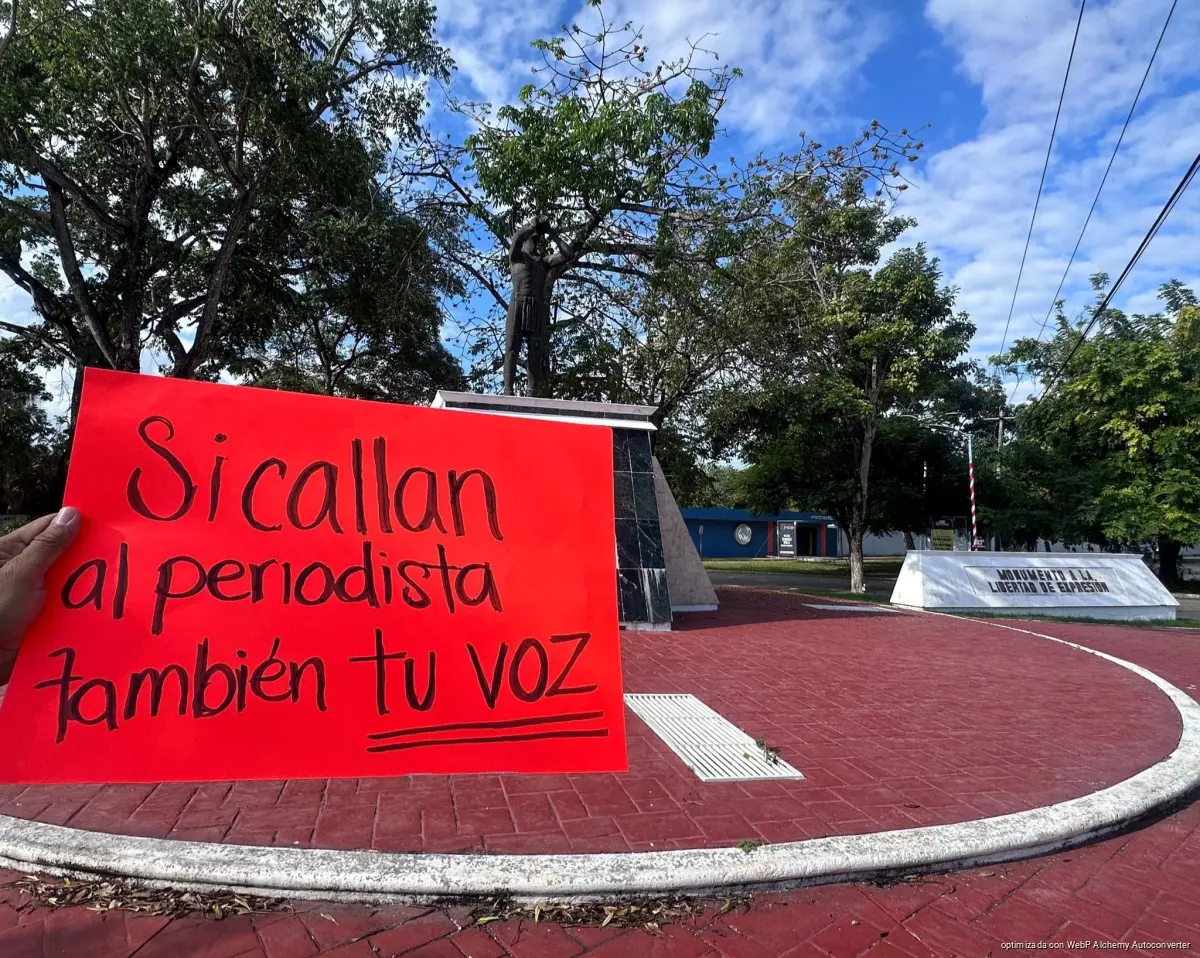 Si callan
al periodista
también tu voz
MONUMENTO A LA
LIBERTAD DE EXPRESIÓN
optimizada con WebP Alchemy Autoconverter